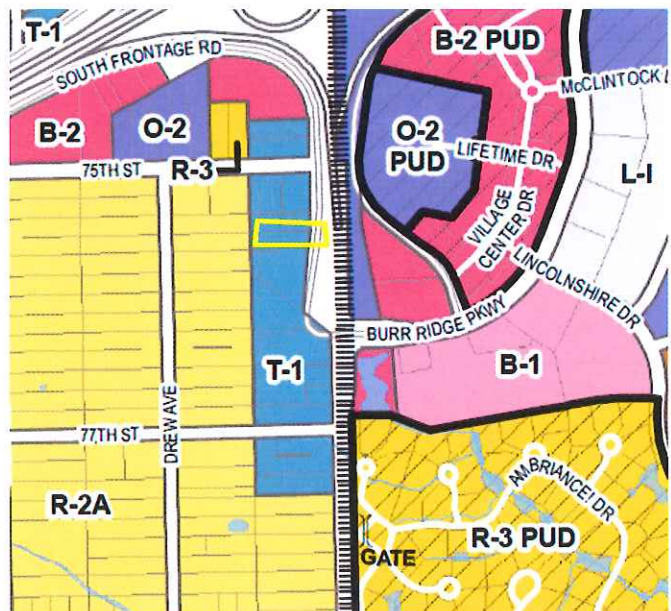 T-1
SOUTH FRONTAGE RD
B-2 PUD
McCLINTOCK
B-2
O-2
O-2
PUD
LIFETIME DR
L-I
75TH ST
R-3
VILLAGE
CENTER DR
LINCOLNSHIRE DR
BURR RIDGE PKWY
B-1
T-1
DREW AVE
77TH ST
R-2A
AMBRIANCE! DR
R-3 PUD
GATE